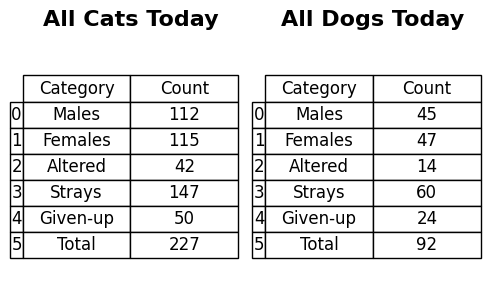 All Cats Today
Category Count
0 Males 112
1 Females 115
2 Altered 42
3 Strays 147
4 Given-up 50
5 Total 227
All Dogs Today
Category Count
0 Males 45
1 Females 47
2 Altered 14
3 Strays 60
4 Given-up 24
5 Total 92